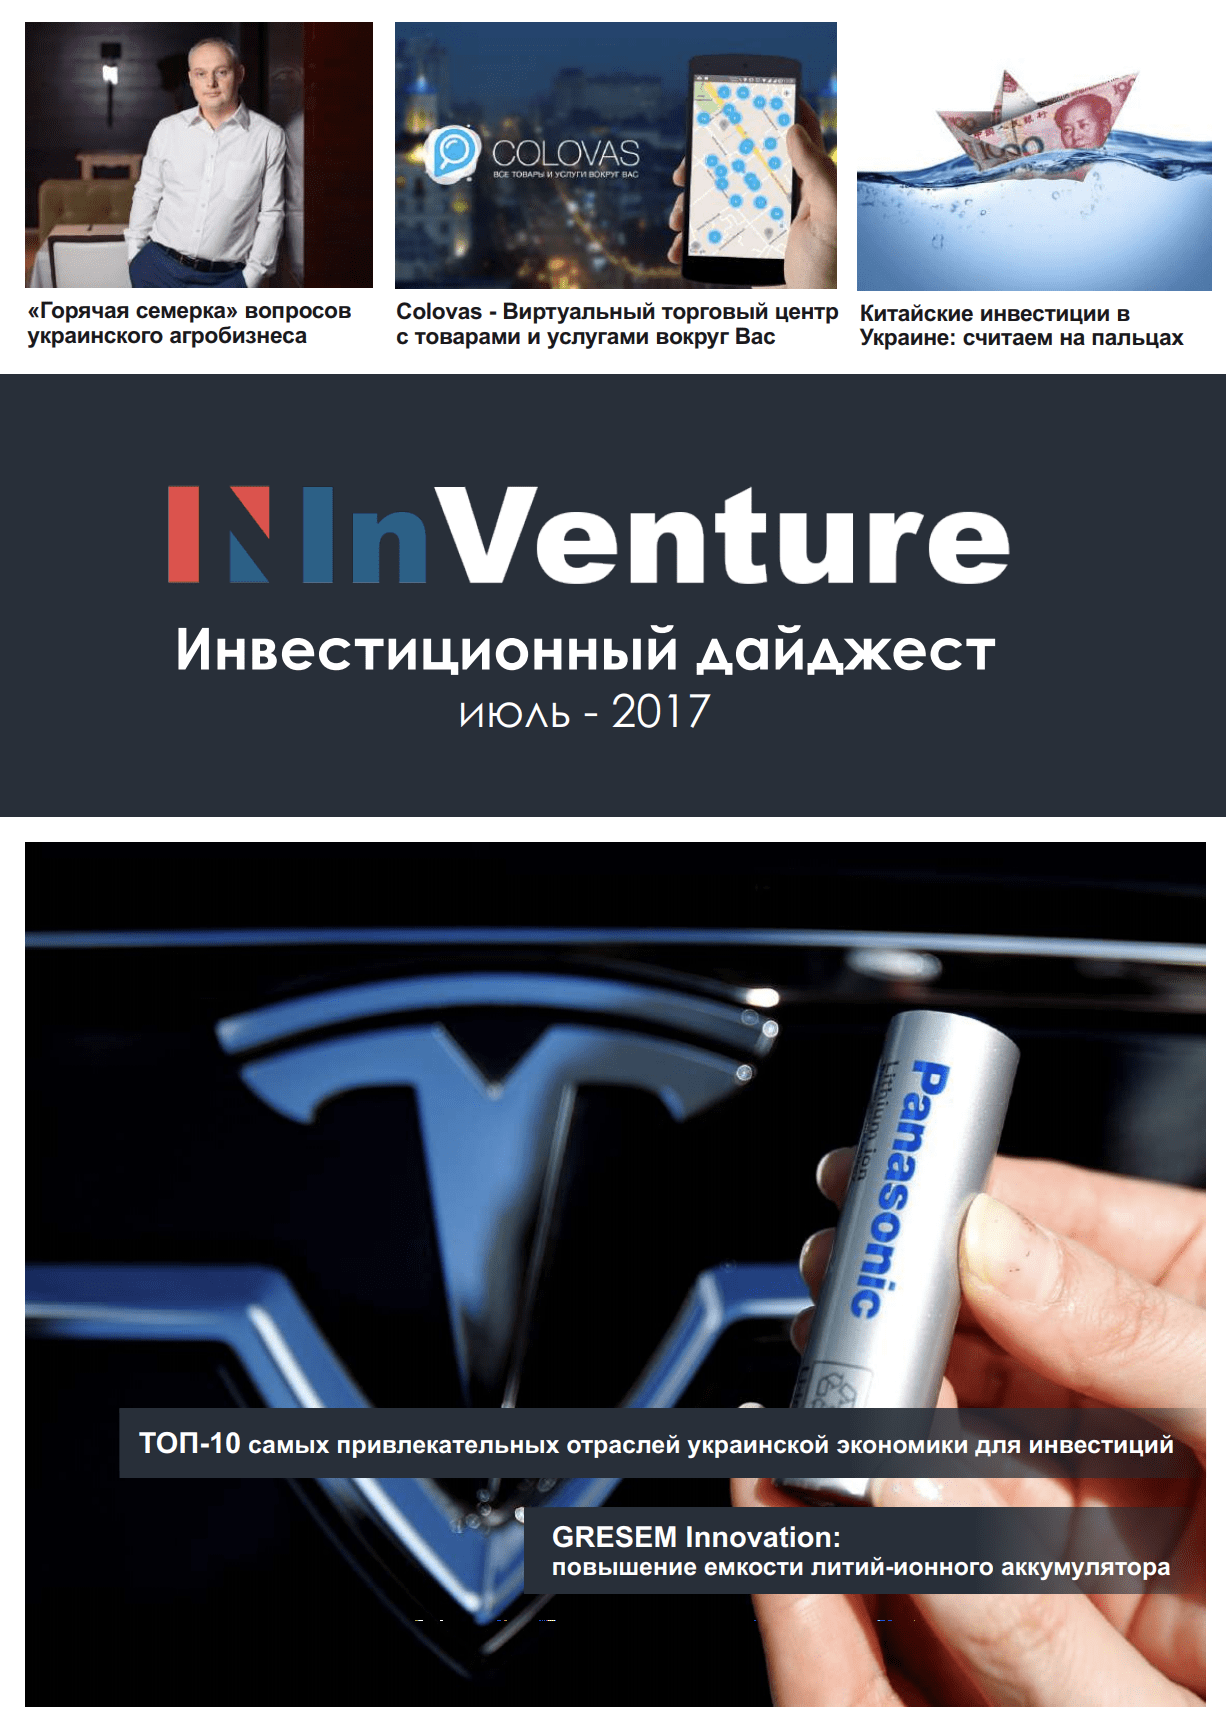 COLOVAS
ВСЕ ТОВАРЫ И УСЛУГИ ВОКРУГ ВАС
100
«Горячая семерка» вопросов
украинского агробизнеса
Colovas - Виртуальный торговый центр
с товарами и услугами вокруг Вас
Китайские инвестиции в
Украине: считаем на пальцах
InVenture
Инвестиционный дайджест
июль - 2017
Panasonic
Lithium ion
ТОП-10 самых привлекательных отраслей украинской экономики для инвестиций
GRESEM Innovation:
повышение емкости литий-ионного аккумулятора